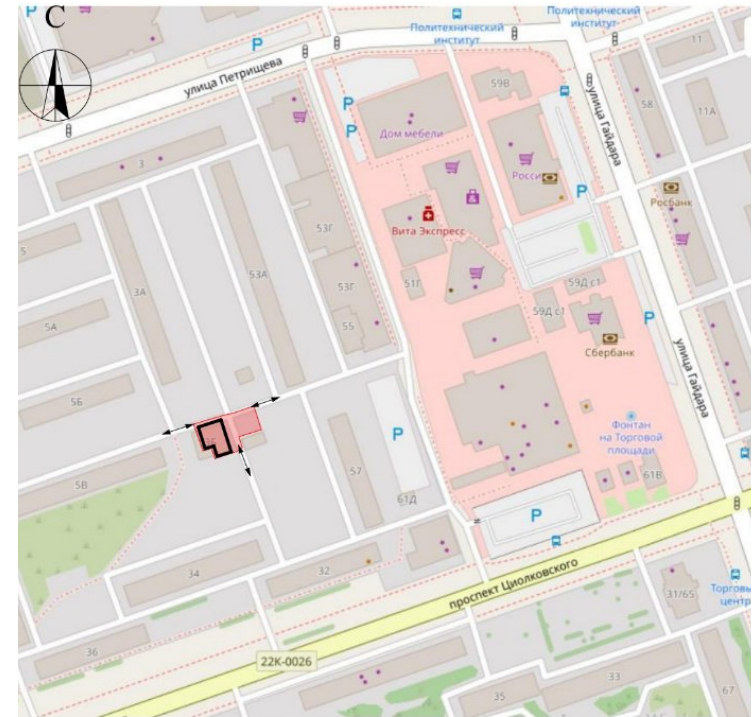 С
Политехнический
институт
Политехнический
институт
улица Петрищева
P
P
P
P
59В
58
11
11А
улица Гайдара
Дом мебели
Росси
P
Росбанк
3
53Г
Вита Экспресс
5
3А
53А
53Г
51Г
59Д с1
59Д с1
5А
55
P
Сбербанк
улица Гайдара
5Б
Фонтан
на Торговой
площади
P
57
61Д
61В
5В
P
34
32
проспект Циолковского
31/65
Торговы
центр
36
22К-0026
33
35
67